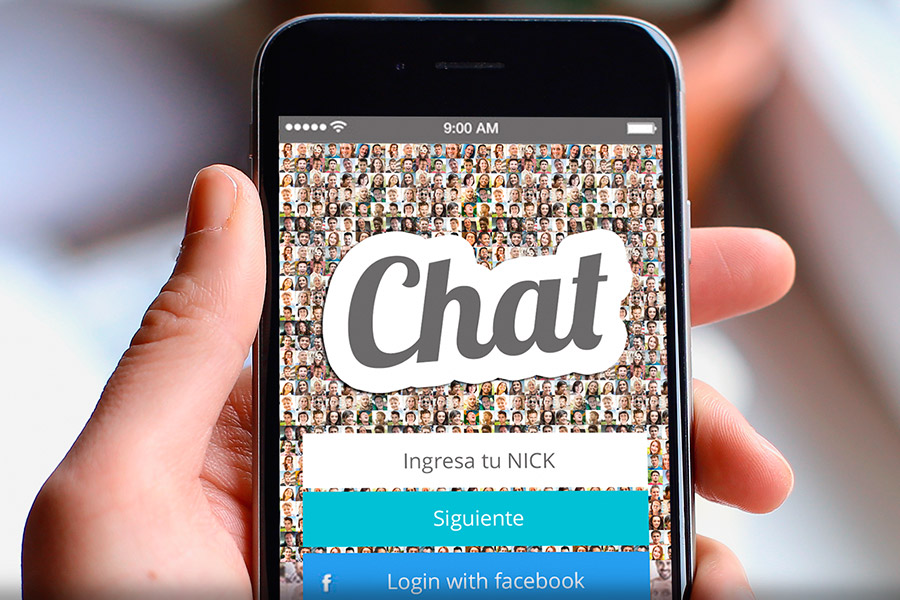 9:00 AM
Chat
Ingresa tu NICK
Siguiente
f
Login with facebook